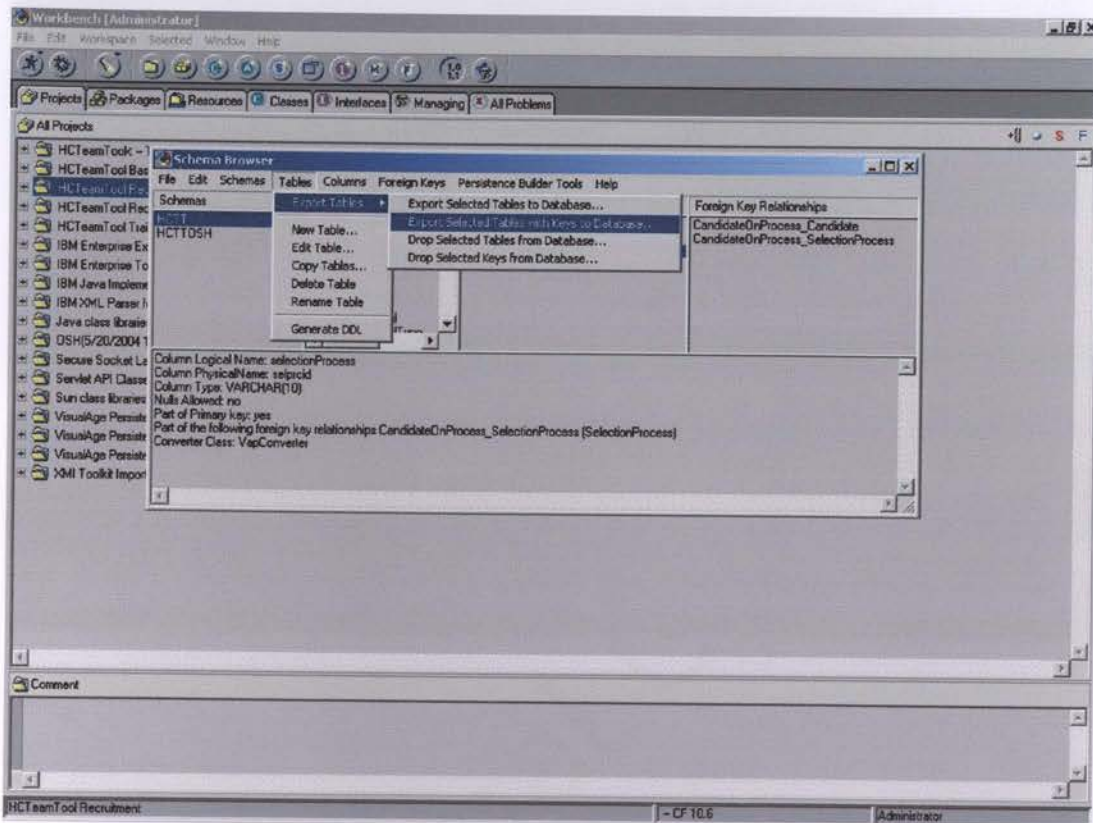 Workbench [Administrator]
File Edit Workspace Selected Window Help
Projects Packages Resources Classes Interfaces Managing All Problems
All Projects
HCTeamTool
HCTeamTool Bas
HCTeamTool Rec
HCTeamTool Rec
HCTeamTool Trai
IBM Enterprise Ex
IBM Enterprise To
IBM Java Impleme
IBM XML Parser
Java class libraries
DSH(5/20/2004 1
Secure Socket La
Servlet API Classe
Sun class libraries
VisualAge Persiste
VisualAge Persiste
VisualAge Persiste
XMI Toolkit Import
Schema Browser
File Edit Schemas Tables Columns Foreign Keys Persistence Builder Tools Help
Schemas
HCTT
HCTTDSH
Export Tables
New Table...
Edit Table...
Copy Tables...
Delete Table
Rename Table
Generate DDL
Export Selected Tables to Database...
Export Selected Tables with Keys to Database...
Drop Selected Tables from Database...
Drop Selected Keys from Database...
Foreign Key Relationships
CandidateOnProcess_Candidate
CandidateOnProcess_SelectionProcess
Column Logical Name: selectionProcess
Column PhysicalName: selprcid
Column Type: VARCHAR(10)
Nulls Allowed: no
Part of Primary key: yes
Part of the following foreign key relationships CandidateOnProcess_SelectionProcess (SelectionProcess)
Converter Class: VapConverter
S F
Comment
HCTeamTool Recruitment
- CF 10.6
Administrator